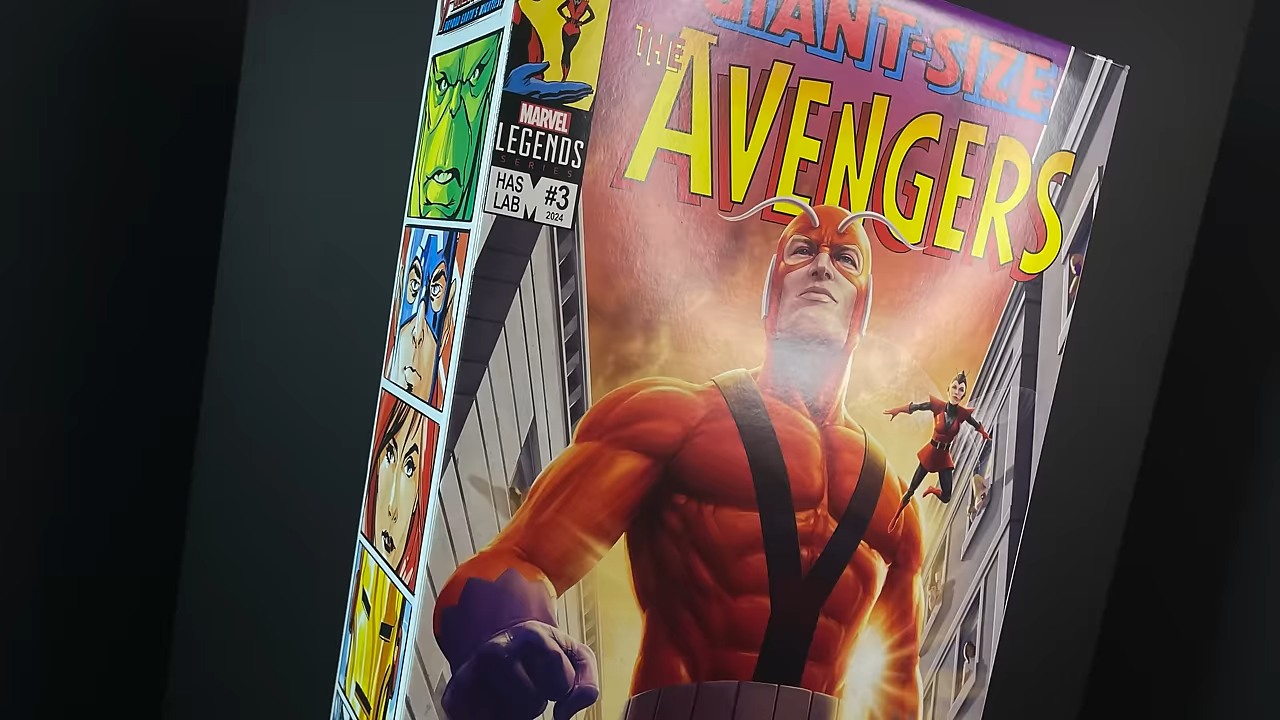 GIANT-SIZE
THE
AVENGERS
MARVEL
LEGENDS
SERIES
HAS
LAB
#3
2024